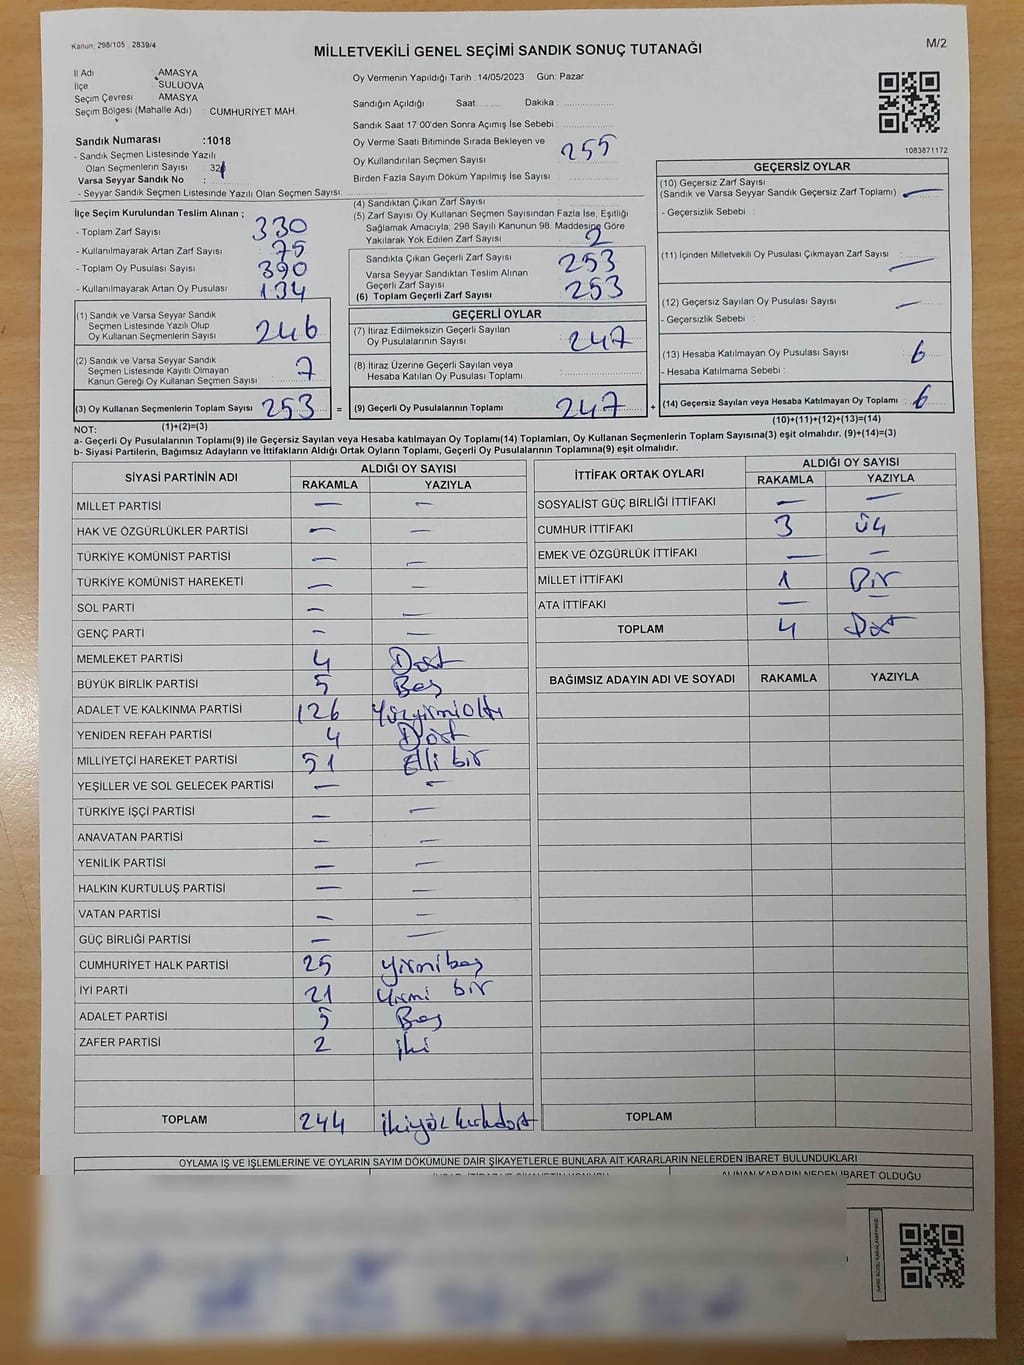 Kanun; 298/105 , 2839/4
MİLLETVEKİLİ GENEL SEÇİMİ SANDIK SONUÇ TUTANAĞI
M/2
İl Adı : AMASYA
İlçe : SULUOVA
Seçim Çevresi : AMASYA
Seçim Bölgesi (Mahalle Adı) : CUMHURİYET MAH.
Sandık Numarası :1018
- Sandık Seçmen Listesinde Yazılı
Olan Seçmenlerin Sayısı :
Varsa Seyyar Sandık No :
- Seyyar Sandık Seçmen Listesinde Yazılı Olan Seçmen Sayısı:
Oy Vermenin Yapıldığı Tarih : 14/05/2023 Gün: Pazar
Sandığın Açıldığı Saat: Dakika :
Sandık Saat 17:00'den Sonra Açımış İse Sebebi :
Oy Verme Saati Bitiminde Sırada Bekleyen ve
Oy Kullandırılan Seçmen Sayısı 255
Birden Fazla Sayım Döküm Yapılmış İse Sayısı :
1083871172
İlçe Seçim Kurulundan Teslim Alınan ;
- Toplam Zarf Sayısı : 330
- Kullanılmayarak Artan Zarf Sayısı : 75
- Toplam Oy Pusulası Sayısı : 390
- Kullanılmayarak Artan Oy Pusulası : 134
(1) Sandık ve Varsa Seyyar Sandık
Seçmen Listesinde Yazılı Olup
Oy Kullanan Seçmenlerin Sayısı 246
(2) Sandık ve Varsa Seyyar Sandık
Seçmen Listesinde Kayıtlı Olmayan
Kanun Gereği Oy Kullanan Seçmen Sayısı : 7
(3) Oy Kullanan Seçmenlerin Toplam Sayısı 253 =
(1)+(2)=(3)
(4) Sandıktan Çıkan Zarf Sayısı :
(5) Zarf Sayısı Oy Kullanan Seçmen Sayısından Fazla İse, Eşitliği
Sağlamak Amacıyla; 298 Sayılı Kanunun 98. Maddesine Göre
Yakılarak Yok Edilen Zarf Sayısı : 2
Sandıkta Çıkan Geçerli Zarf Sayısı : 253
Varsa Seyyar Sandıktan Teslim Alınan
Geçerli Zarf Sayısı :
(6) Toplam Geçerli Zarf Sayısı : 253
GEÇERLİ OYLAR
(7) İtiraz Edilmeksizin Geçerli Sayılan
Oy Pusulalarının Sayısı : 247
(8) İtiraz Üzerine Geçerli Sayılan veya
Hesaba Katılan Oy Pusulası Toplamı :
(9) Geçerli Oy Pusulalarının Toplamı : 247 +
GEÇERSİZ OYLAR
(10) Geçersiz Zarf Sayısı
(Sandık ve Varsa Seyyar Sandık Geçersiz Zarf Toplamı) : —
- Geçersizlik Sebebi :
(11) İçinden Milletvekili Oy Pusulası Çıkmayan Zarf Sayısı : —
(12) Geçersiz Sayılan Oy Pusulası Sayısı : —
- Geçersizlik Sebebi :
(13) Hesaba Katılmayan Oy Pusulası Sayısı : 6
- Hesaba Katılmama Sebebi :
(14) Geçersiz Sayılan veya Hesaba Katılmayan Oy Toplamı : 6
(10)+(11)+(12)+(13)=(14)
NOT:
a- Geçerli Oy Pusulalarının Toplamı(9) ile Geçersiz Sayılan veya Hesaba katılmayan Oy Toplamı(14) Toplamları, Oy Kullanan Seçmenlerin Toplam Sayısına(3) eşit olmalıdır. (9)+(14)=(3)
b- Siyasi Partilerin, Bağımsız Adayların ve İttifakların Aldığı Ortak Oyların Toplamı, Geçerli Oy Pusulalarının Toplamına(9) eşit olmalıdır.
SİYASİ PARTİNİN ADI ALDIĞI OY SAYISI
RAKAMLA YAZIYLA
MİLLET PARTİSİ — —
HAK VE ÖZGÜRLÜKLER PARTİSİ — —
TÜRKİYE KOMÜNİST PARTİSİ — —
TÜRKİYE KOMÜNİST HAREKETİ — —
SOL PARTİ — —
GENÇ PARTİ — —
MEMLEKET PARTİSİ 4 Dört
BÜYÜK BİRLİK PARTİSİ 5 Beş
ADALET VE KALKINMA PARTİSİ 126 Yüzyirmialtı
YENİDEN REFAH PARTİSİ 4 Dört
MİLLİYETÇİ HAREKET PARTİSİ 51 Elli bir
YEŞİLLER VE SOL GELECEK PARTİSİ — —
TÜRKİYE İŞÇİ PARTİSİ — —
ANAVATAN PARTİSİ — —
YENİLİK PARTİSİ — —
HALKIN KURTULUŞ PARTİSİ — —
VATAN PARTİSİ — —
GÜÇ BİRLİĞİ PARTİSİ — —
CUMHURİYET HALK PARTİSİ 25 yirmibeş
İYİ PARTİ 21 yirmi bir
ADALET PARTİSİ 5 Beş
ZAFER PARTİSİ 2 iki
TOPLAM 244 ikiyüz kırkdört
İTTİFAK ORTAK OYLARI ALDIĞI OY SAYISI
RAKAMLA YAZIYLA
SOSYALİST GÜÇ BİRLİĞİ İTTİFAKI — —
CUMHUR İTTİFAKI 3 Üç
EMEK VE ÖZGÜRLÜK İTTİFAKI — —
MİLLET İTTİFAKI 1 Bir
ATA İTTİFAKI — —
TOPLAM 4 Dört
BAĞIMSIZ ADAYIN ADI VE SOYADI RAKAMLA YAZIYLA
TOPLAM
OYLAMA İŞ VE İŞLEMLERİNE VE OYLARIN SAYIM DÖKÜMÜNE DAİR ŞİKAYETLERLE BUNLARA AİT KARARLARIN NELERDEN İBARET BULUNDUKLARI
ALINAN KARARIN NEDEN İBARET OLDUĞU